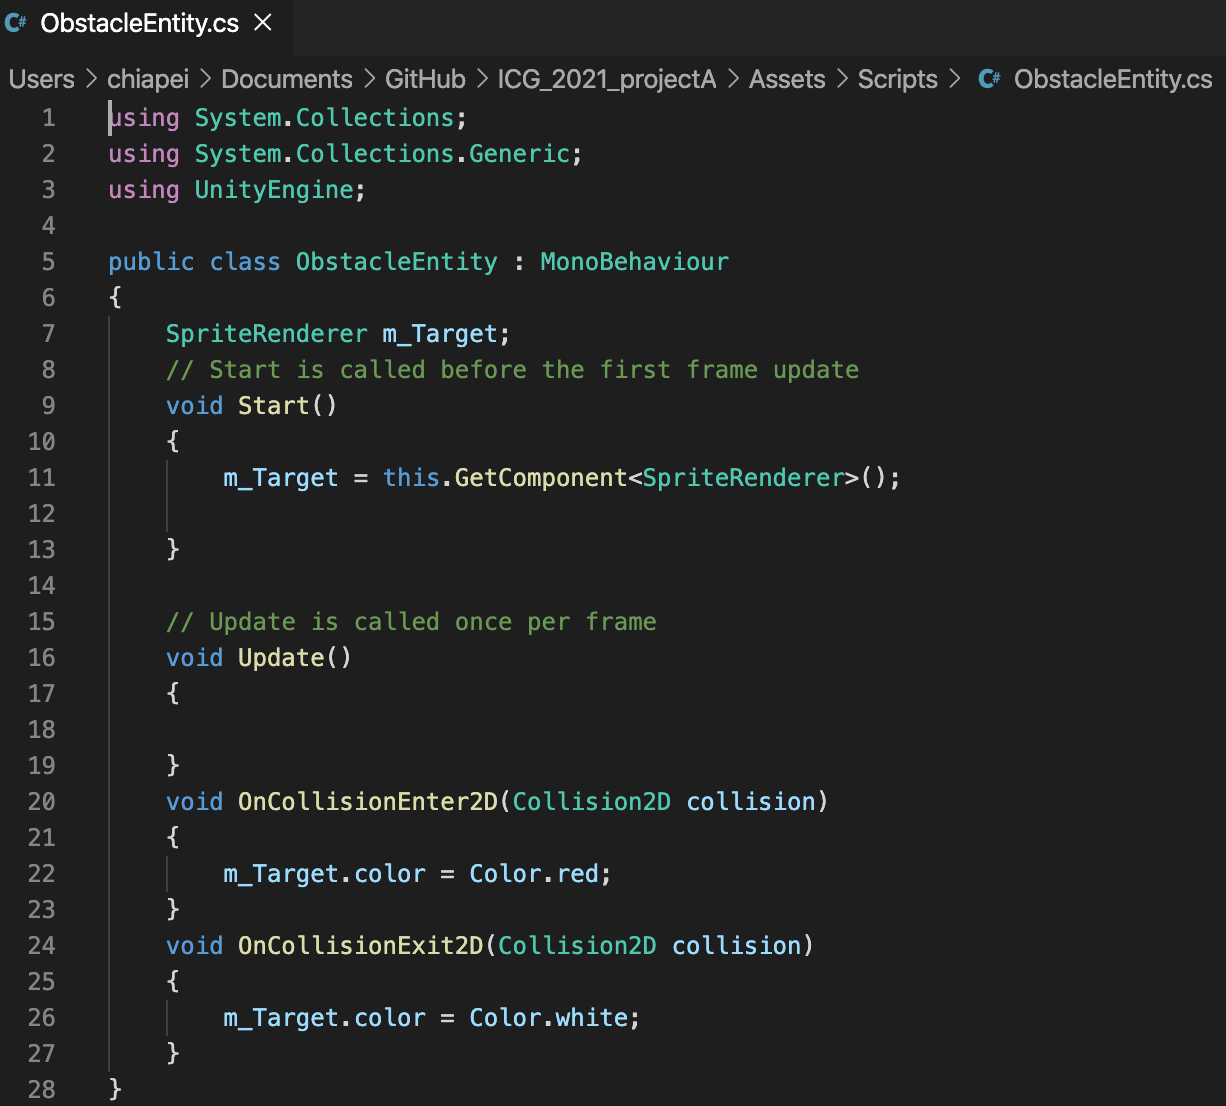 C# ObstacleEntity.cs ×
Users > chiapei > Documents > GitHub > ICG_2021_projectA > Assets > Scripts > C# ObstacleEntity.cs
1 using System.Collections;
2 using System.Collections.Generic;
3 using UnityEngine;
4
5 public class ObstacleEntity : MonoBehaviour
6 {
7     SpriteRenderer m_Target;
8     // Start is called before the first frame update
9     void Start()
10     {
11         m_Target = this.GetComponent<SpriteRenderer>();
12
13     }
14
15     // Update is called once per frame
16     void Update()
17     {
18
19     }
20     void OnCollisionEnter2D(Collision2D collision)
21     {
22         m_Target.color = Color.red;
23     }
24     void OnCollisionExit2D(Collision2D collision)
25     {
26         m_Target.color = Color.white;
27     }
28 }